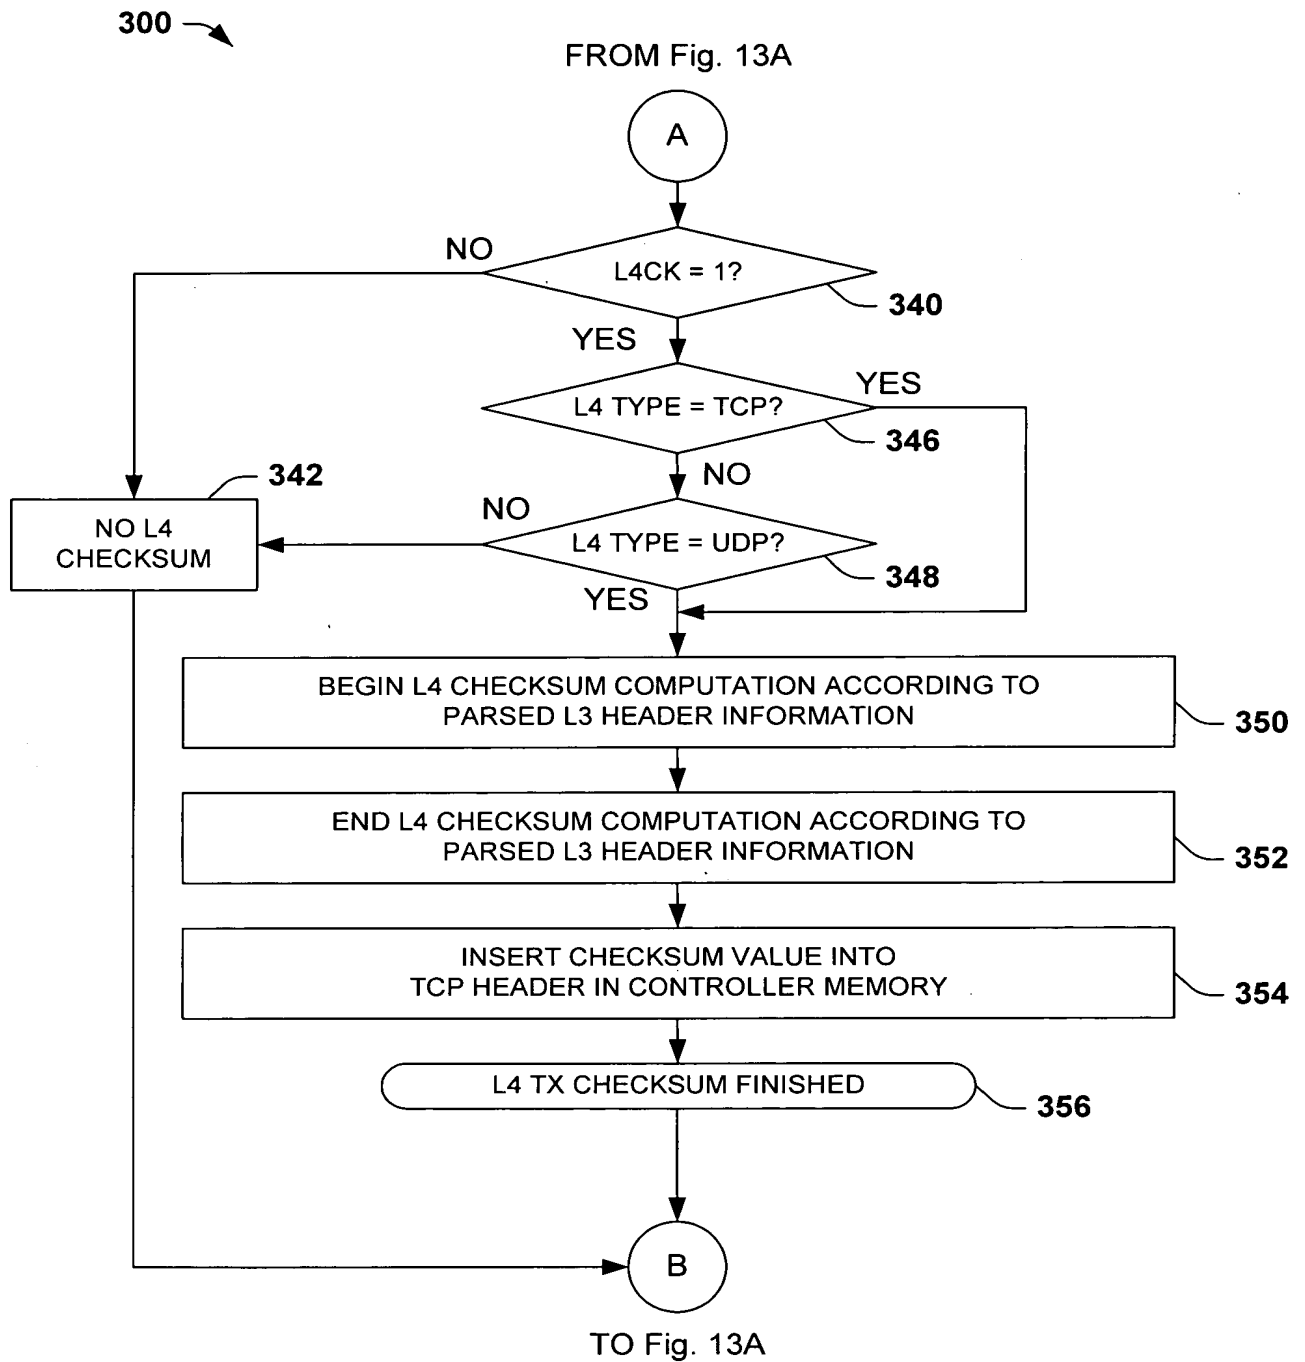 300
FROM Fig. 13A
A
NO
L4CK = 1?
340
YES
L4 TYPE = TCP?
YES
346
NO
342
NO L4
CHECKSUM
NO
L4 TYPE = UDP?
348
YES
BEGIN L4 CHECKSUM COMPUTATION ACCORDING TO
PARSED L3 HEADER INFORMATION
350
END L4 CHECKSUM COMPUTATION ACCORDING TO
PARSED L3 HEADER INFORMATION
352
INSERT CHECKSUM VALUE INTO
TCP HEADER IN CONTROLLER MEMORY
354
L4 TX CHECKSUM FINISHED
356
B
TO Fig. 13A